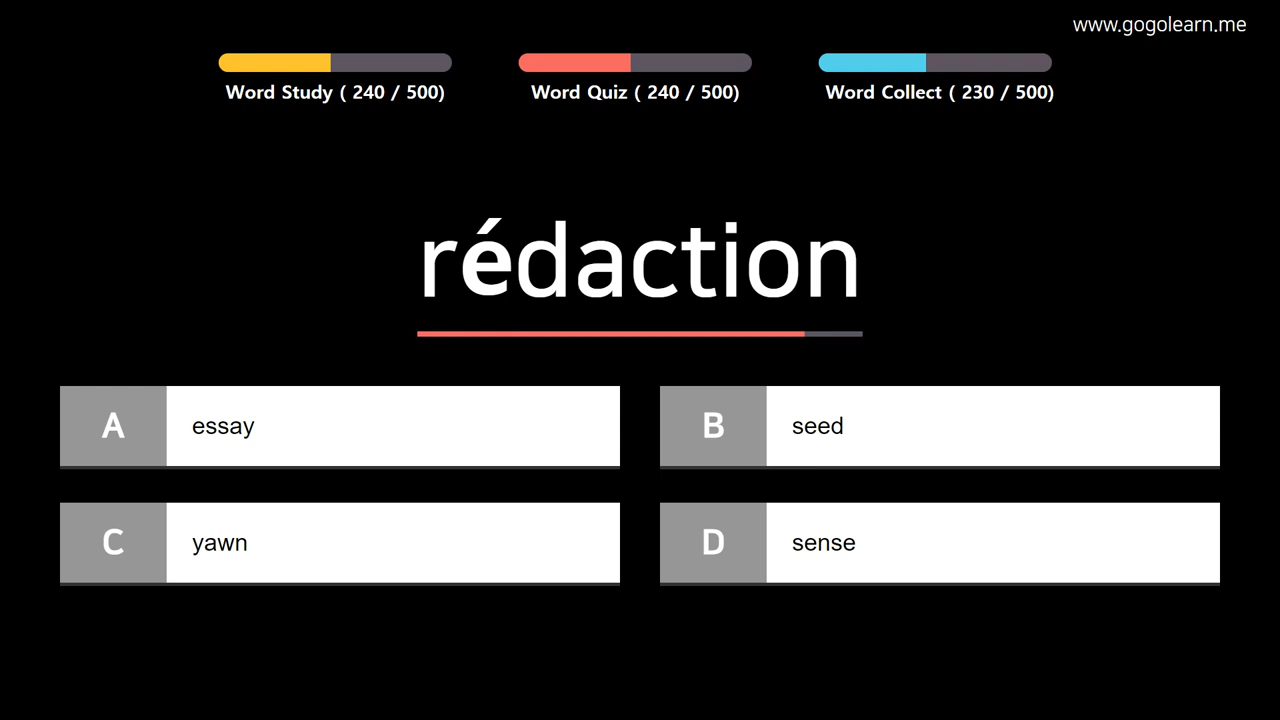 www.gogolearn.me
Word Study ( 240 / 500)
Word Quiz ( 240 / 500)
Word Collect ( 230 / 500)
rédaction
A essay
B seed
C yawn
D sense